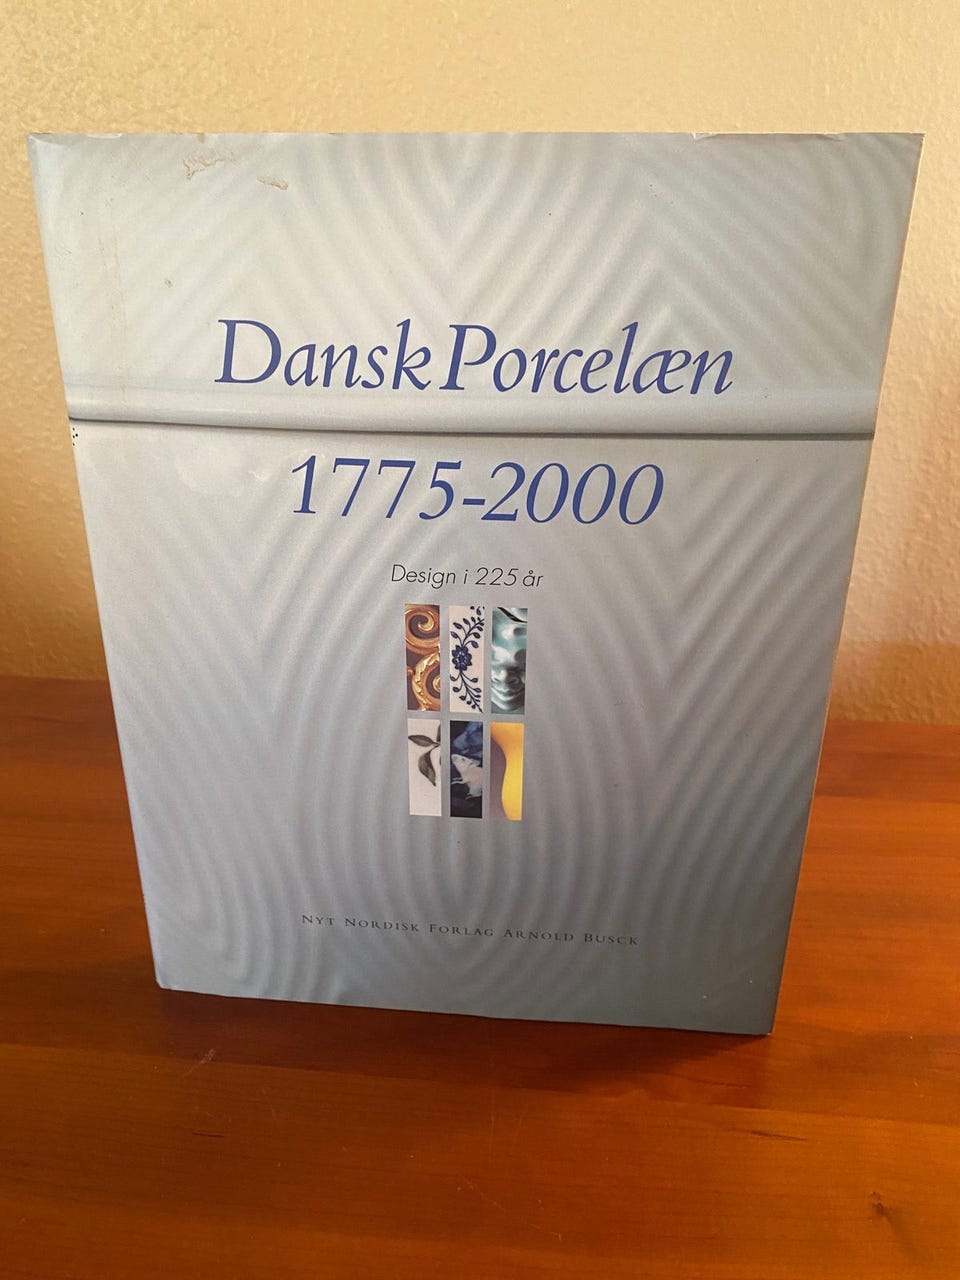 Dansk Porcelæn
1775-2000
Design i 225 år
Nyt Nordisk Forlag Arnold Busck